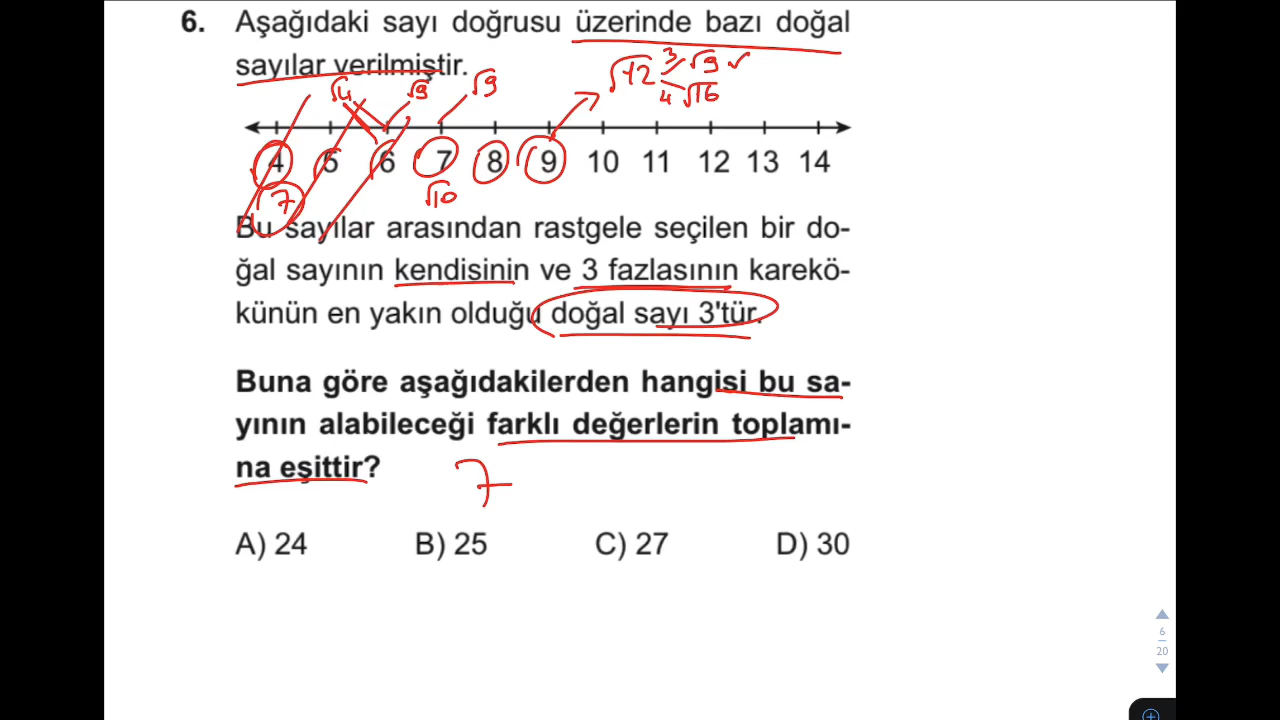 6. Aşağıdaki sayı doğrusu üzerinde bazı doğal
sayılar verilmiştir.
√12 3 √9 ✓
4 √16
√4 √9 √9
4 5 6 7 8 9 10 11 12 13 14
7 √10
Bu sayılar arasından rastgele seçilen bir do-
ğal sayının kendisinin ve 3 fazlasının karekö-
künün en yakın olduğu doğal sayı 3'tür.
Buna göre aşağıdakilerden hangisi bu sa-
yının alabileceği farklı değerlerin toplamı-
na eşittir?
7
A) 24 B) 25 C) 27 D) 30
6
20